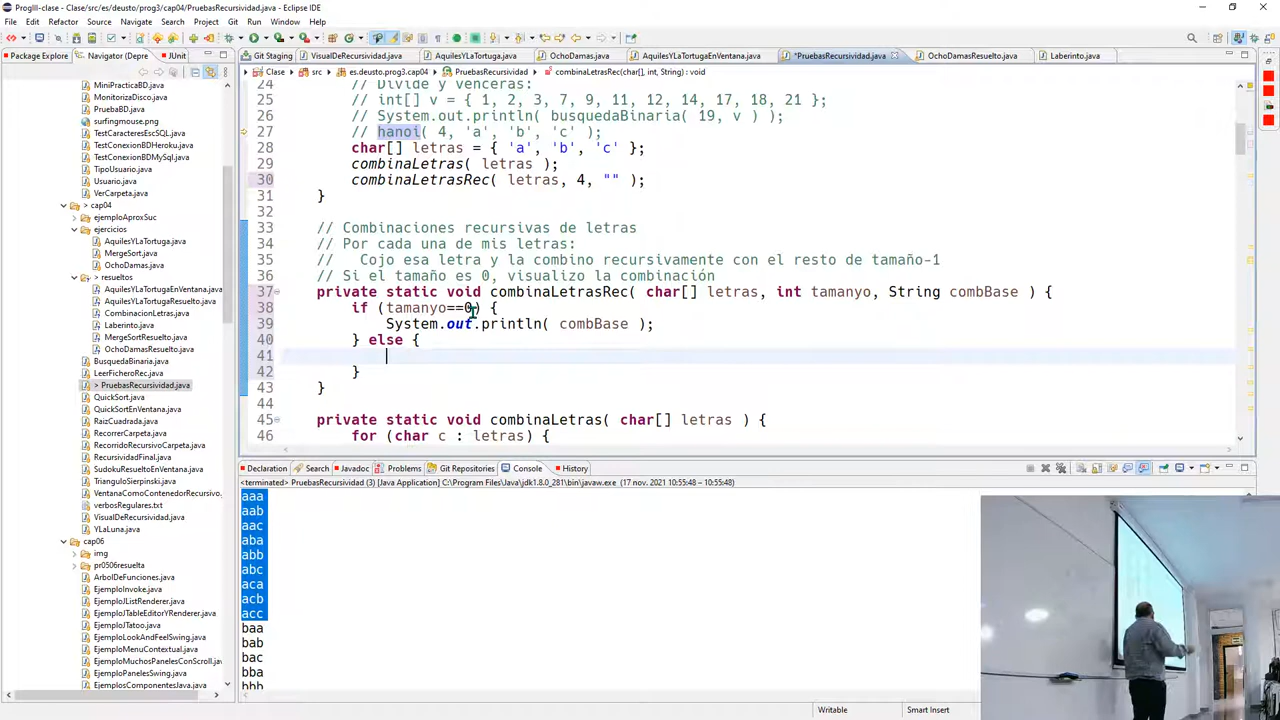 ProgIII-clase - Clase/src/es/deusto/prog3/cap04/PruebasRecursividad.java - Eclipse IDE
File Edit Refactor Source Navigate Search Project Git Run Window Help
Package Explorer
Navigator (Depre
JUnit
Git Staging
VisualDeRecursividad.java
AquilesYLaTortuga.java
OchoDamas.java
AquilesYLaTortugaEnVentana.java
*PruebasRecursividad.java
OchoDamasResuelto.java
Laberinto.java
Clase
src
es.deusto.prog3.cap04
PruebasRecursividad
combinaLetrasRec(char[], int, String) : void
MiniPracticaBD.java
MonitorizaDisco.java
PruebaBD.java
surfingmouse.png
TestCaracteresEscSQL.java
TestConexionBDHeroku.java
TestConexionBDMySql.java
TipoUsuario.java
Usuario.java
VerCarpeta.java
> cap04
ejemploAproxSuc
ejercicios
AquilesYLaTortuga.java
MergeSort.java
OchoDamas.java
> resueltos
AquilesYLaTortugaEnVentana.java
AquilesYLaTortugaResuelto.java
CombinacionLetras.java
Laberinto.java
MergeSortResuelto.java
OchoDamasResuelto.java
BusquedaBinaria.java
LeerFicheroRec.java
> PruebasRecursividad.java
QuickSort.java
QuickSortEnVentana.java
RaizCuadrada.java
RecorrerCarpeta.java
RecorridoRecursivoCarpeta.java
RecursividadFinal.java
SudokuResueltoEnVentana.java
TrianguloSierpinski.java
VentanaComoContenedorRecursivo.
verbosRegulares.txt
VisualDeRecursividad.java
YLaLuna.java
cap06
img
pr0506resuelta
ArbolDeFunciones.java
EjemploInvoke.java
EjemploJListRenderer.java
EjemploJTableEditorYRenderer.java
EjemploJTatoo.java
EjemploLookAndFeelSwing.java
EjemploMenuContextual.java
EjemploMuchosPanelesConScroll.java
EjemploPanelesSwing.java
EjemplosComponentesJava.java
24 // Divide y vencerás:
25 // int[] v = { 1, 2, 3, 7, 9, 11, 12, 14, 17, 18, 21 };
26 // System.out.println( busquedaBinaria( 19, v ) );
27 // hanoi( 4, 'a', 'b', 'c' );
28 char[] letras = { 'a', 'b', 'c' };
29 combinaLetras( letras );
30 combinaLetrasRec( letras, 4, "" );
31 }
32
33 // Combinaciones recursivas de letras
34 // Por cada una de mis letras:
35 // Cojo esa letra y la combino recursivamente con el resto de tamaño-1
36 // Si el tamaño es 0, visualizo la combinación
37 private static void combinaLetrasRec( char[] letras, int tamanyo, String combBase ) {
38 if (tamanyo==0) {
39 System.out.println( combBase );
40 } else {
41
42 }
43 }
44
45 private static void combinaLetras( char[] letras ) {
46 for (char c : letras) {
Declaration
Search
Javadoc
Problems
Git Repositories
Console
History
<terminated> PruebasRecursividad (3) [Java Application] C:\Program Files\Java\jdk1.8.0_281\bin\javaw.exe (17 nov. 2021 10:55:48 - 10:55:48)
aaa
aab
aac
aba
abb
abc
aca
acb
acc
baa
bab
bac
bba
bbb
Writable
Smart Insert